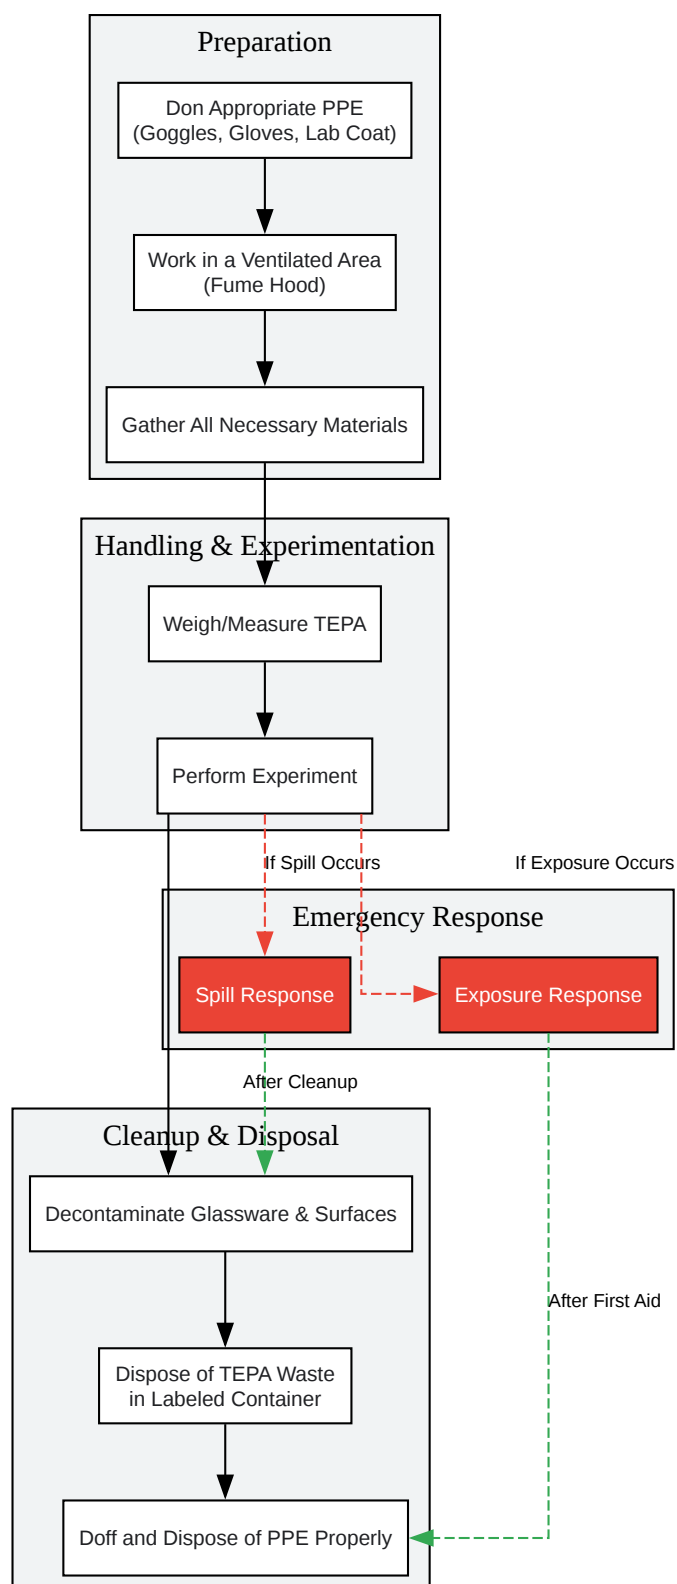 Preparation
Don Appropriate PPE
(Goggles, Gloves, Lab Coat)
Work in a Ventilated Area
(Fume Hood)
Gather All Necessary Materials
Handling & Experimentation
Weigh/Measure TEPA
Perform Experiment
If Spill Occurs
If Exposure Occurs
Emergency Response
Spill Response
Exposure Response
After Cleanup
Cleanup & Disposal
Decontaminate Glassware & Surfaces
After First Aid
Dispose of TEPA Waste
in Labeled Container
Doff and Dispose of PPE Properly